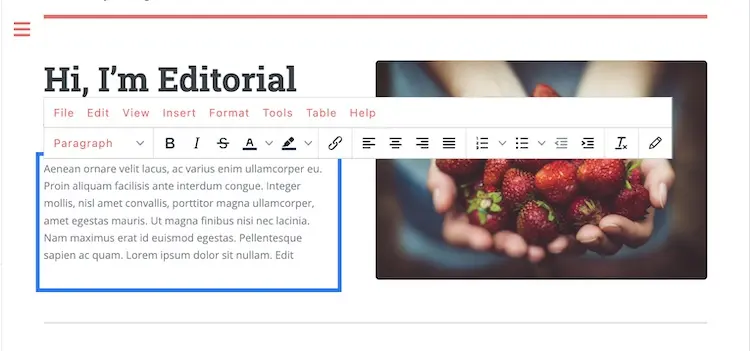 Hi, I’m Editorial
File Edit View Insert Format Tools Table Help
Paragraph B I S A
Aenean ornare velit lacus, ac varius enim ullamcorper eu.
Proin aliquam facilisis ante interdum congue. Integer
mollis, nisl amet convallis, porttitor magna ullamcorper,
amet egestas mauris. Ut magna finibus nisi nec lacinia.
Nam maximus erat id euismod egestas. Pellentesque
sapien ac quam. Lorem ipsum dolor sit nullam. Edit